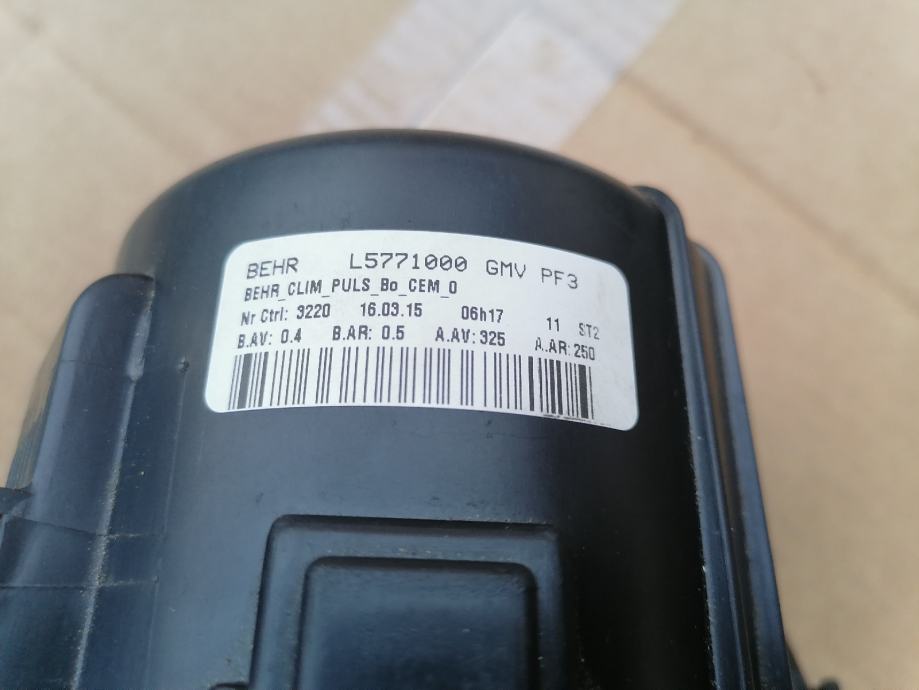 BEHR L5771000 GMV PF3
BEHR_CLIM_PULS_Bo_CEM_0
Nr Ctrl: 3220 16.03.15 06h17 11 ST2
B.AV: 0.4 B.AR: 0.5 A.AV: 325 A.AR: 250